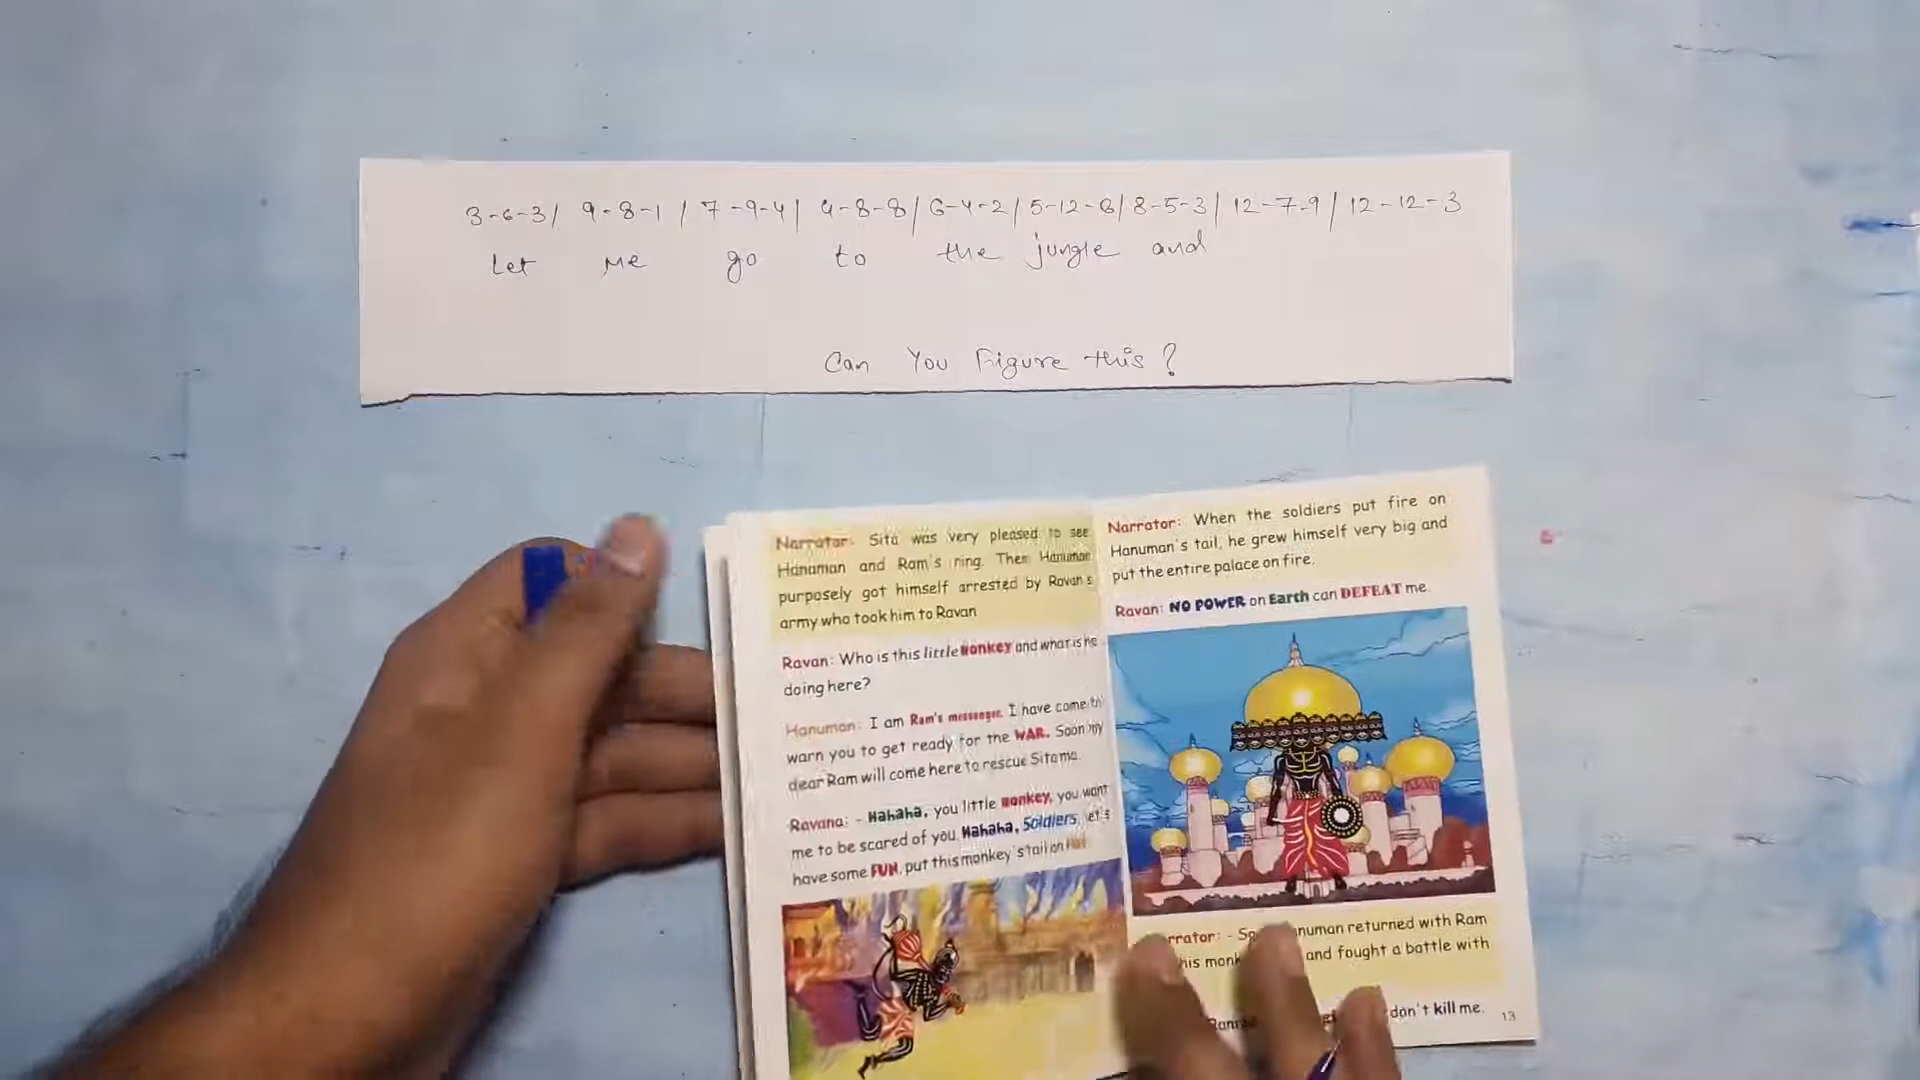 3-6-3/ 9-8-1 / 7-9-4/ 4-8-8/ 6-4-2/ 5-12-6/ 8-5-3/ 12-7-9/ 12-12-3
Let me go to the jungle and
Can You Figure this?
Narrator: Sita was very pleased to see
Hanuman and Ram's ring. Then Hanuman
purposely got himself arrested by Ravan's
army who took him to Ravan
Ravan: Who is this little monkey and what is he
doing here?
Hanuman: I am Ram's messenger. I have come to
warn you to get ready for the WAR. Soon my
dear Ram will come here to rescue Sita ma.
Ravana: - Hahaha, you little monkey, you want
me to be scared of you. Hahaha, Soldiers, let's
have some FUN, put this monkey's tail on
Narrator: When the soldiers put fire on
Hanuman's tail, he grew himself very big and
put the entire palace on fire.
Ravan: NO POWER on Earth can DEFEAT me.
returned with Ram
and fought a battle with
don't kill me.
13